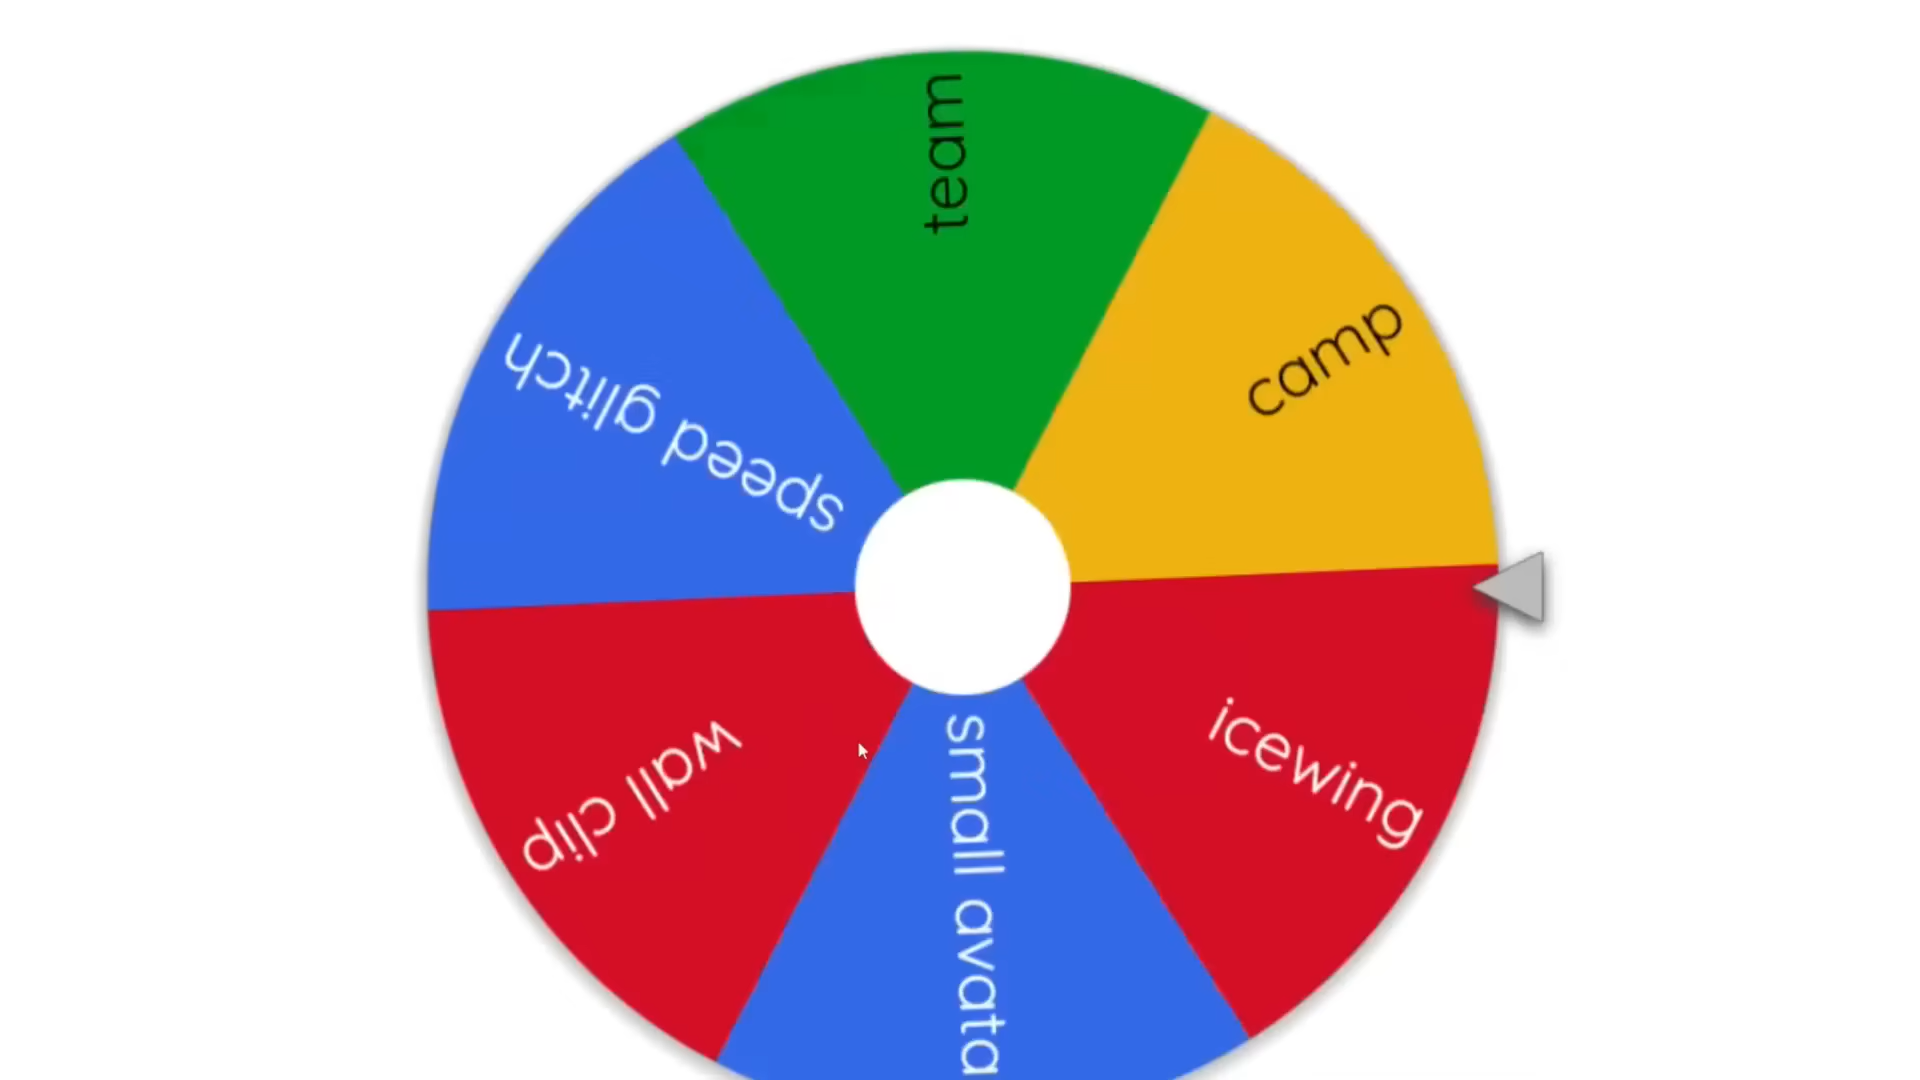 team
camp
icewing
small avata
wall clip
speed glitch